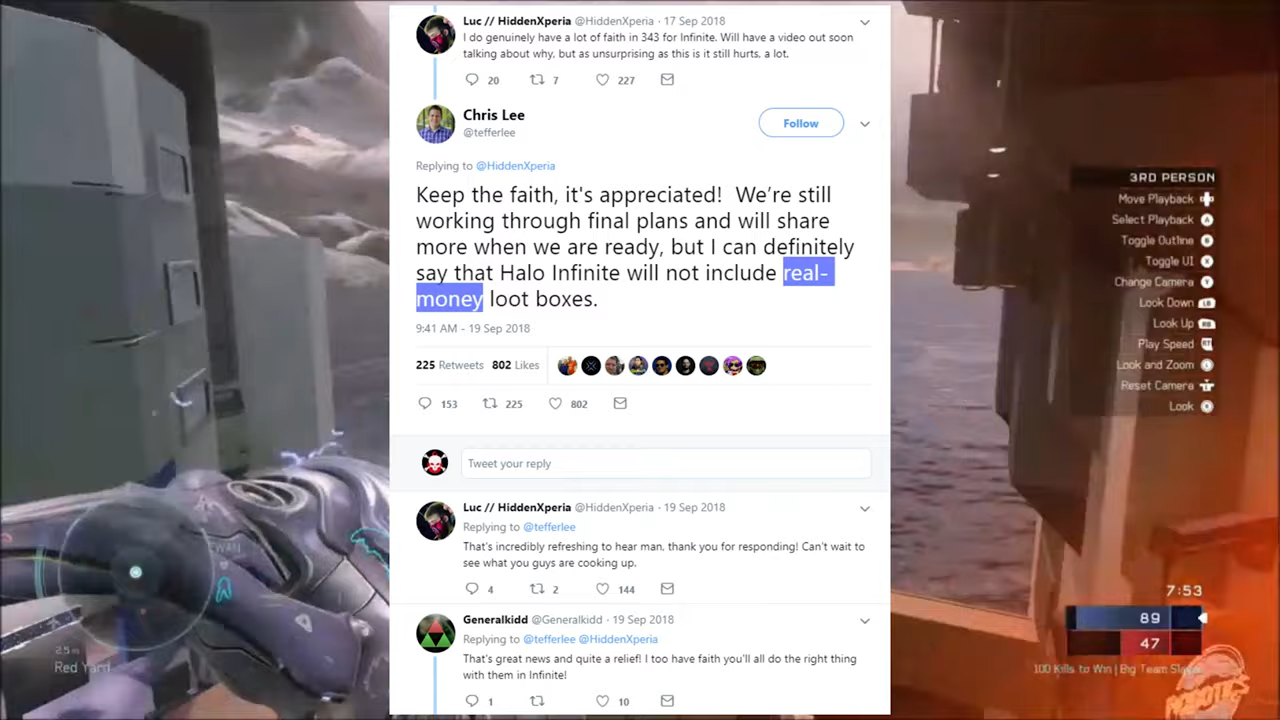 Luc // HiddenXperia @HiddenXperia · 17 Sep 2018
I do genuinely have a lot of faith in 343 for Infinite. Will have a video out soon
talking about why, but as unsurprising as this is it still hurts, a lot.
20 7 227
Chris Lee
@tefferlee
Follow
Replying to @HiddenXperia
Keep the faith, it's appreciated! We're still
working through final plans and will share
more when we are ready, but I can definitely
say that Halo Infinite will not include real-
money loot boxes.
9:41 AM - 19 Sep 2018
225 Retweets 802 Likes
153 225 802
Tweet your reply
Luc // HiddenXperia @HiddenXperia · 19 Sep 2018
Replying to @tefferlee
That's incredibly refreshing to hear man, thank you for responding! Can't wait to
see what you guys are cooking up.
4 2 144
Generalkidd @Generalkidd · 19 Sep 2018
Replying to @tefferlee @HiddenXperia
That's great news and quite a relief! I too have faith you'll all do the right thing
with them in Infinite!
1 10
3RD PERSON
Move Playback
Select Playback A
Toggle Outline B
Toggle UI X
Change Camera Y
Look Down LB
Look Up RB
Play Speed RT
Look and Zoom
Reset Camera
Look
7:53
89
47
100 Kills to Win | Big Team Slayer
2.5 m
Red Yard